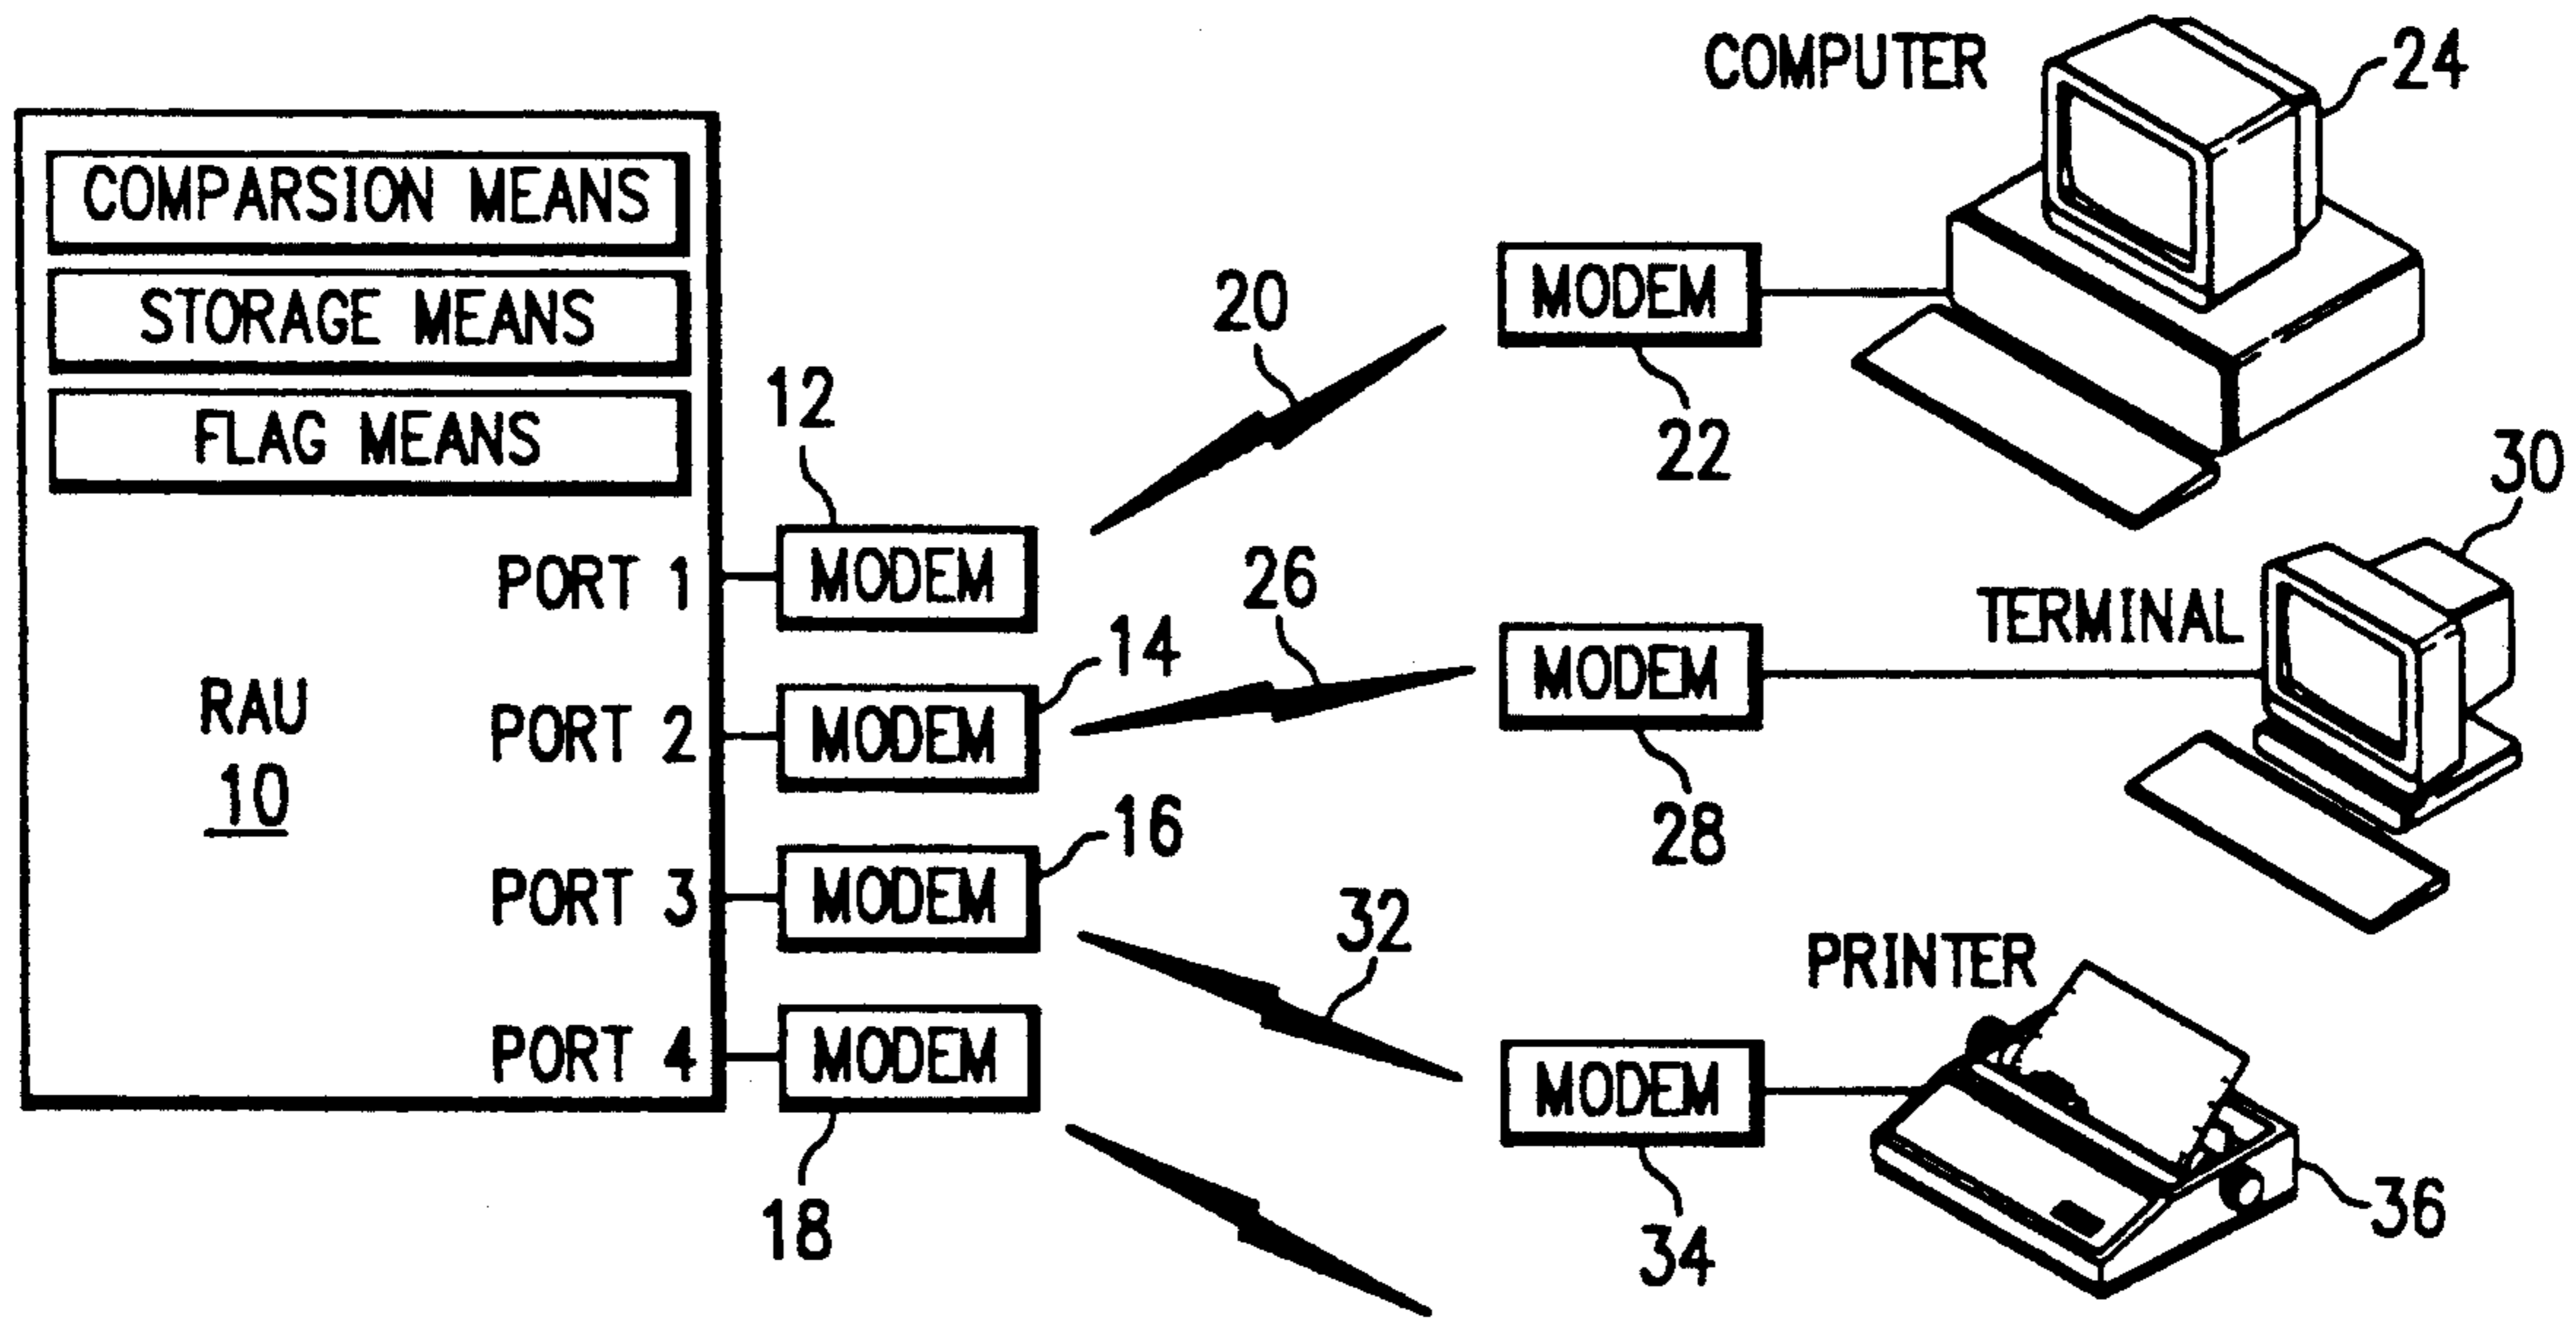 COMPUTER
24
COMPARSION MEANS
STORAGE MEANS
FLAG MEANS
20
MODEM
22
12
30
PORT 1
MODEM
26
TERMINAL
14
MODEM
28
RAU
10
PORT 2
MODEM
16
PORT 3
MODEM
32
PRINTER
PORT 4
MODEM
18
MODEM
34
36